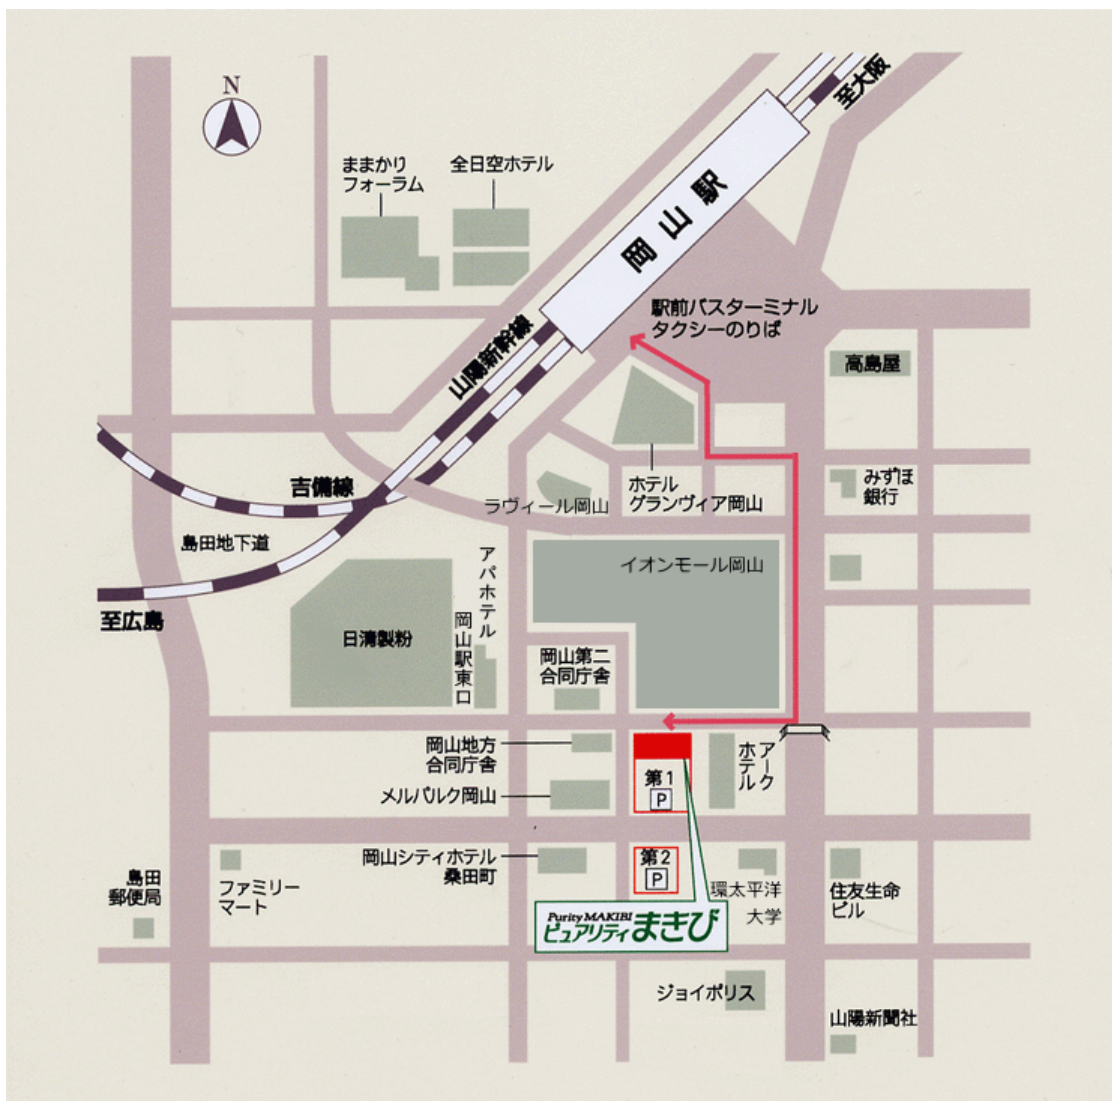 N
至大阪
ままかり
フォーラム
全日空ホテル
岡山駅
駅前バスターミナル
タクシーのりば
山陽新幹線
高島屋
吉備線
ホテル
グランヴィア岡山
みずほ
銀行
ラヴィール岡山
島田地下道
アパホテル
岡山駅東口
イオンモール岡山
至広島
日清製粉
岡山第二
合同庁舎
岡山地方
合同庁舎
アーク
ホテル
第1
P
メルパルク岡山
岡山シティホテル
桑田町
第2
P
島田
郵便局
ファミリー
マート
環太平洋
大学
住友生命
ビル
Purity MAKIBI
ピュアリティまきび
ジョイポリス
山陽新聞社